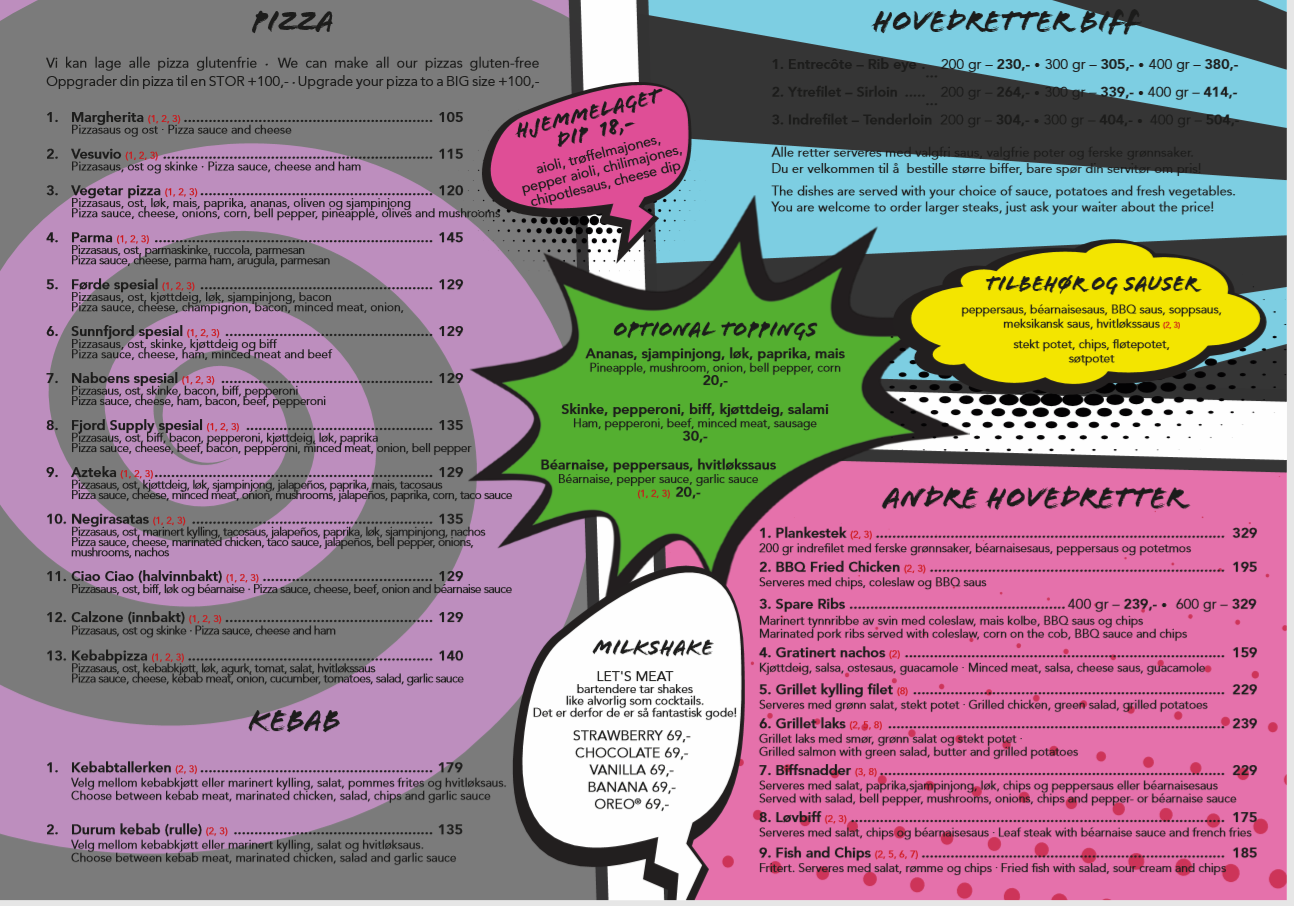 PIZZA
Vi kan lage alle pizza glutenfrie · We can make all our pizzas gluten-free
Oppgrader din pizza til en STOR +100,- · Upgrade your pizza to a BIG size +100,-
1. Margherita (1, 2, 3) ........ 105
Pizzasaus og ost · Pizza sauce and cheese
2. Vesuvio (1, 2, 3) ........ 115
Pizzasaus, ost og skinke · Pizza sauce, cheese and ham
3. Vegetar pizza (1, 2, 3) ........ 120
Pizzasaus, ost, løk, mais, paprika, ananas, oliven og sjampinjong
Pizza sauce, cheese, onions, corn, bell pepper, pineapple, olives and mushrooms
4. Parma (1, 2, 3) ........ 145
Pizzasaus, ost, parmaskinke, ruccola, parmesan
Pizza sauce, cheese, parma ham, arugula, parmesan
5. Førde spesial (1, 2, 3) ........ 129
Pizzasaus, ost, kjøttdeig, løk, sjampinjong, bacon
Pizza sauce, cheese, champignon, bacon, minced meat, onion,
6. Sunnfjord spesial (1, 2, 3) ........ 129
Pizzasaus, ost, skinke, kjøttdeig og biff
Pizza sauce, cheese, ham, minced meat and beef
7. Naboens spesial (1, 2, 3) ........ 129
Pizzasaus, ost, skinke, bacon, biff, pepperoni
Pizza sauce, cheese, ham, bacon, beef, pepperoni
8. Fjord Supply spesial (1, 2, 3) ........ 135
Pizzasaus, ost, biff, bacon, pepperoni, kjøttdeig, løk, paprika
Pizza sauce, cheese, beef, bacon, pepperoni, minced meat, onion, bell pepper
9. Azteka (1, 2, 3) ........ 129
Pizzasaus, ost, kjøttdeig, løk, sjampinjong, jalapeños, paprika, mais, tacosaus
Pizza sauce, cheese, minced meat, onion, mushrooms, jalapeños, paprika, corn, taco sauce
10. Negirasatas (1, 2, 3) ........ 135
Pizzasaus, ost, marinert kylling, tacosaus, jalapeños, paprika, løk, sjampinjong, nachos
Pizza sauce, cheese, marinated chicken, taco sauce, jalapeños, bell pepper, onions,
mushrooms, nachos
11. Ciao Ciao (halvinnbakt) (1, 2, 3) ........ 129
Pizzasaus, ost, biff, løk og béarnaise · Pizza sauce, cheese, beef, onion and béarnaise sauce
12. Calzone (innbakt) (1, 2, 3) ........ 129
Pizzasaus, ost og skinke · Pizza sauce, cheese and ham
13. Kebabpizza (1, 2, 3) ........ 140
Pizzasaus, ost, kebabkjøtt, løk, agurk, tomat, salat, hvitløkssaus
Pizza sauce, cheese, kebab meat, onion, cucumber, tomatoes, salad, garlic sauce
KEBAB
1. Kebabtallerken (2, 3) ........ 179
Velg mellom kebabkjøtt eller marinert kylling, salat, pommes frites og hvitløksaus.
Choose between kebab meat, marinated chicken, salad, chips and garlic sauce
2. Durum kebab (rulle) (2, 3) ........ 135
Velg mellom kebabkjøtt eller marinert kylling, salat og hvitløksaus.
Choose between kebab meat, marinated chicken, salad and garlic sauce
HJEMMELAGET
DIP 18,-
aioli, trøffelmajones,
pepper aioli, chilimajones,
chipotlesaus, cheese dip
OPTIONAL TOPPINGS
Ananas, sjampinjong, løk, paprika, mais
Pineapple, mushroom, onion, bell pepper, corn
20,-
Skinke, pepperoni, biff, kjøttdeig, salami
Ham, pepperoni, beef, minced meat, sausage
30,-
Béarnaise, peppersaus, hvitløkssaus
Béarnaise, pepper sauce, garlic sauce
(1, 2, 3) 20,-
MILKSHAKE
LET'S MEAT
bartendere tar shakes
like alvorlig som cocktails.
Det er derfor de er så fantastisk gode!
STRAWBERRY 69,-
CHOCOLATE 69,-
VANILLA 69,-
BANANA 69,-
OREO® 69,-
HOVEDRETTER BIFF
1. Entrecôte – Rib eye ... 200 gr – 230,- • 300 gr – 305,- • 400 gr – 380,-
2. Ytrefilet – Sirloin ..... 200 gr – 264,- • 300 gr – 339,- • 400 gr – 414,-
3. Indrefilet – Tenderloin 200 gr – 304,- • 300 gr – 404,- • 400 gr – 504,-
Alle retter serveres med valgfri saus, valgfrie poter og ferske grønnsaker.
Du er velkommen til å bestille større biffer, bare spør din servitør om pris!
The dishes are served with your choice of sauce, potatoes and fresh vegetables.
You are welcome to order larger steaks, just ask your waiter about the price!
TILBEHØR OG SAUSER
peppersaus, béarnaisesaus, BBQ saus, soppsaus,
meksikansk saus, hvitløkssaus (2, 3)
stekt potet, chips, fløtepotet,
søtpotet
ANDRE HOVEDRETTER
1. Plankestek (2, 3) ........ 329
200 gr indrefilet med ferske grønnsaker, béarnaisesaus, peppersaus og potetmos
2. BBQ Fried Chicken (2, 3) ........ 195
Serveres med chips, coleslaw og BBQ saus
3. Spare Ribs ........ 400 gr – 239,- • 600 gr – 329
Marinert tynnribbe av svin med coleslaw, mais kolbe, BBQ saus og chips
Marinated pork ribs served with coleslaw, corn on the cob, BBQ sauce and chips
4. Gratinert nachos (2) ........ 159
Kjøttdeig, salsa, ostesaus, guacamole · Minced meat, salsa, cheese saus, guacamole
5. Grillet kylling filet (8) ........ 229
Serveres med grønn salat, stekt potet · Grilled chicken, green salad, grilled potatoes
6. Grillet laks (2, 5, 8) ........ 239
Grillet laks med smør, grønn salat og stekt potet ·
Grilled salmon with green salad, butter and grilled potatoes
7. Biffsnadder (3, 8) ........ 229
Serveres med salat, paprika,sjampinjong, løk, chips og peppersaus eller béarnaisesaus
Served with salad, bell pepper, mushrooms, onions, chips and pepper- or béarnaise sauce
8. Løvbiff (2, 3) ........ 175
Serveres med salat, chips og béarnaisesaus · Leaf steak with béarnaise sauce and french fries
9. Fish and Chips (2, 5, 6, 7) ........ 185
Fritert. Serveres med salat, rømme og chips · Fried fish with salad, sour cream and chips